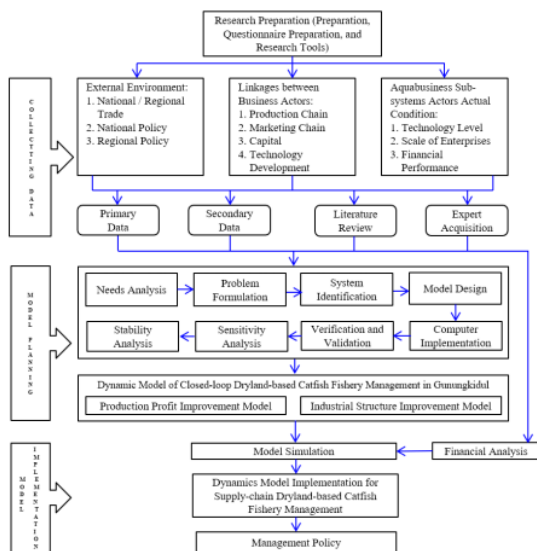 Research Preparation (Preparation,
Questionnaire Preparation, and
Research Tools)
COLLECTTING DATA
External Environment:
1. National / Regional
Trade
2. National Policy
3. Regional Policy
Linkages between
Business Actors:
1. Production Chain
2. Marketing Chain
3. Capital
4. Technology
Development
Aquabusiness Sub-
systems Actors Actual
Condition:
1. Technology Level
2. Scale of Enterprises
3. Financial
Performance
Primary
Data
Secondary
Data
Literature
Review
Expert
Acquisition
MODEL PLANNING
Needs Analysis
Problem
Formulation
System
Identification
Model Design
Stability
Analysis
Sensitivity
Analysis
Verification and
Validation
Computer
Implementation
Dynamic Model of Closed-loop Dryland-based Catfish Fishery Management in Gunungkidul
Production Profit Improvement Model
Industrial Structure Improvement Model
MODEL
IMPLEMENTATION
Model Simulation
Financial Analysis
Dynamics Model Implementation for
Supply-chain Dryland-based Catfish
Fishery Management
Management Policy